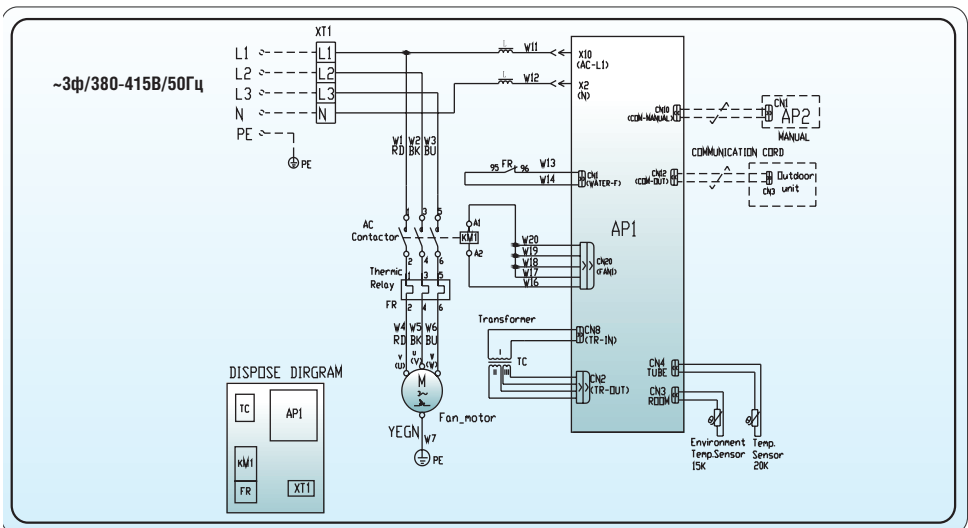 ~3ф/380-415В/50Гц
XT1
L1 L1
L2 L2
L3 L3
N N
PE
PE
W11
W12
X10
(AC-L1)
X2
(N)
W1 W2 W3
RD BK BU
95 FR 96 W13
W14
CN1
(WATER-F)
CN10
(COM-MANUAL)
CN1
AP2
MANUAL
COMMUNICATION CORD
CN12
(COM-OUT)
CN3
Outdoor
unit
AP1
AC
Contactor
1 3 5
2 4 6
A1
KM1
A2
W20
W19
W18
W17
W16
CN20
(FAN1)
Thermic
Relay
FR
1 3 5
2 4 6
W4 W5 W6
RD BK BU
V
(U)
U
(V)
W
(W)
M
3~
Fan_motor
YEGN
W7
PE
Transformer
I
II III
TC
CN8
(TR-IN)
CN2
(TR-OUT)
CN4
TUBE
CN3
ROOM
θ
θ
Environment
Temp.Sensor
15K
Temp.
Sensor
20K
DISPOSE DIRGRAM
TC
AP1
KM1
FR
XT1